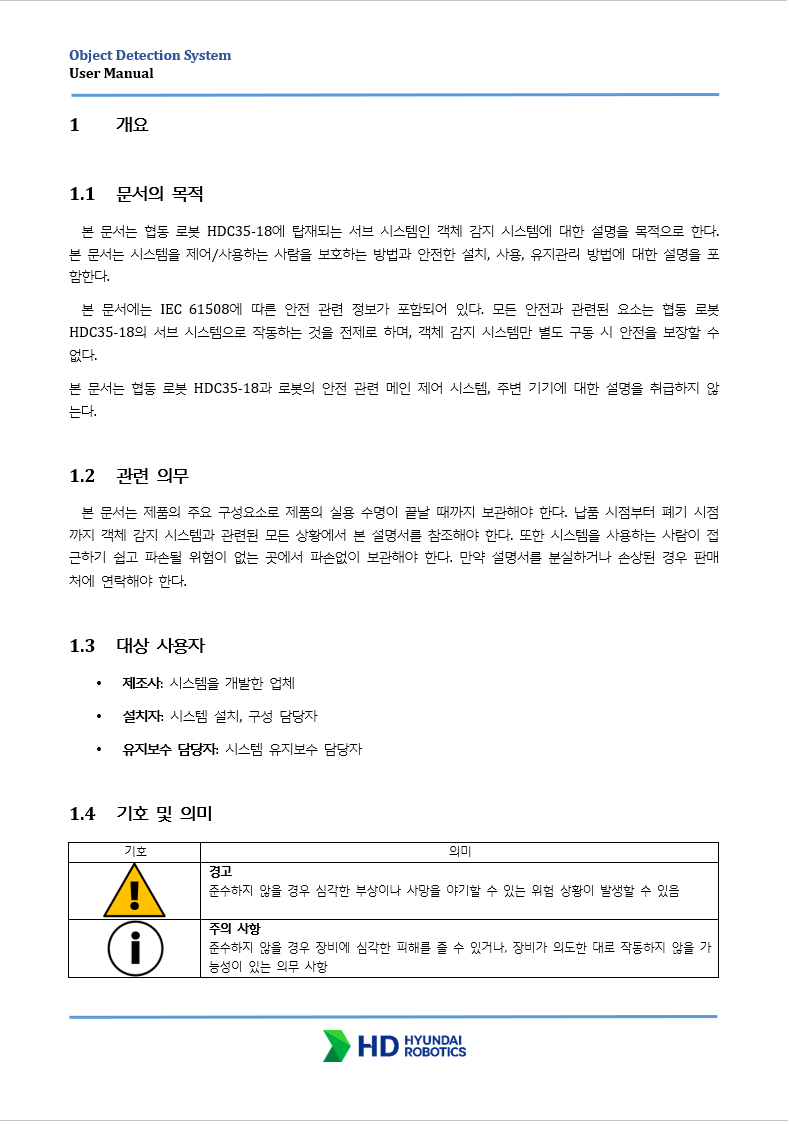 Object Detection System
User Manual
1 개요
1.1 문서의 목적
본 문서는 협동 로봇 HDC35-18에 탑재되는 서브 시스템인 객체 감지 시스템에 대한 설명을 목적으로 한다.
본 문서는 시스템을 제어/사용하는 사람을 보호하는 방법과 안전한 설치, 사용, 유지관리 방법에 대한 설명을 포
함한다.
본 문서에는 IEC 61508에 따른 안전 관련 정보가 포함되어 있다. 모든 안전과 관련된 요소는 협동 로봇
HDC35-18의 서브 시스템으로 작동하는 것을 전제로 하며, 객체 감지 시스템만 별도 구동 시 안전을 보장할 수
없다.
본 문서는 협동 로봇 HDC35-18과 로봇의 안전 관련 메인 제어 시스템, 주변 기기에 대한 설명을 취급하지 않
는다.
1.2 관련 의무
본 문서는 제품의 주요 구성요소로 제품의 실용 수명이 끝날 때까지 보관해야 한다. 납품 시점부터 폐기 시점
까지 객체 감지 시스템과 관련된 모든 상황에서 본 설명서를 참조해야 한다. 또한 시스템을 사용하는 사람이 접
근하기 쉽고 파손될 위험이 없는 곳에서 파손없이 보관해야 한다. 만약 설명서를 분실하거나 손상된 경우 판매
처에 연락해야 한다.
1.3 대상 사용자
• 제조사: 시스템을 개발한 업체
• 설치자: 시스템 설치, 구성 담당자
• 유지보수 담당자: 시스템 유지보수 담당자
1.4 기호 및 의미
기호 의미
경고
준수하지 않을 경우 심각한 부상이나 사망을 야기할 수 있는 위험 상황이 발생할 수 있음
주의 사항
준수하지 않을 경우 장비에 심각한 피해를 줄 수 있거나, 장비가 의도한 대로 작동하지 않을 가
능성이 있는 의무 사항
HD HYUNDAI
ROBOTICS